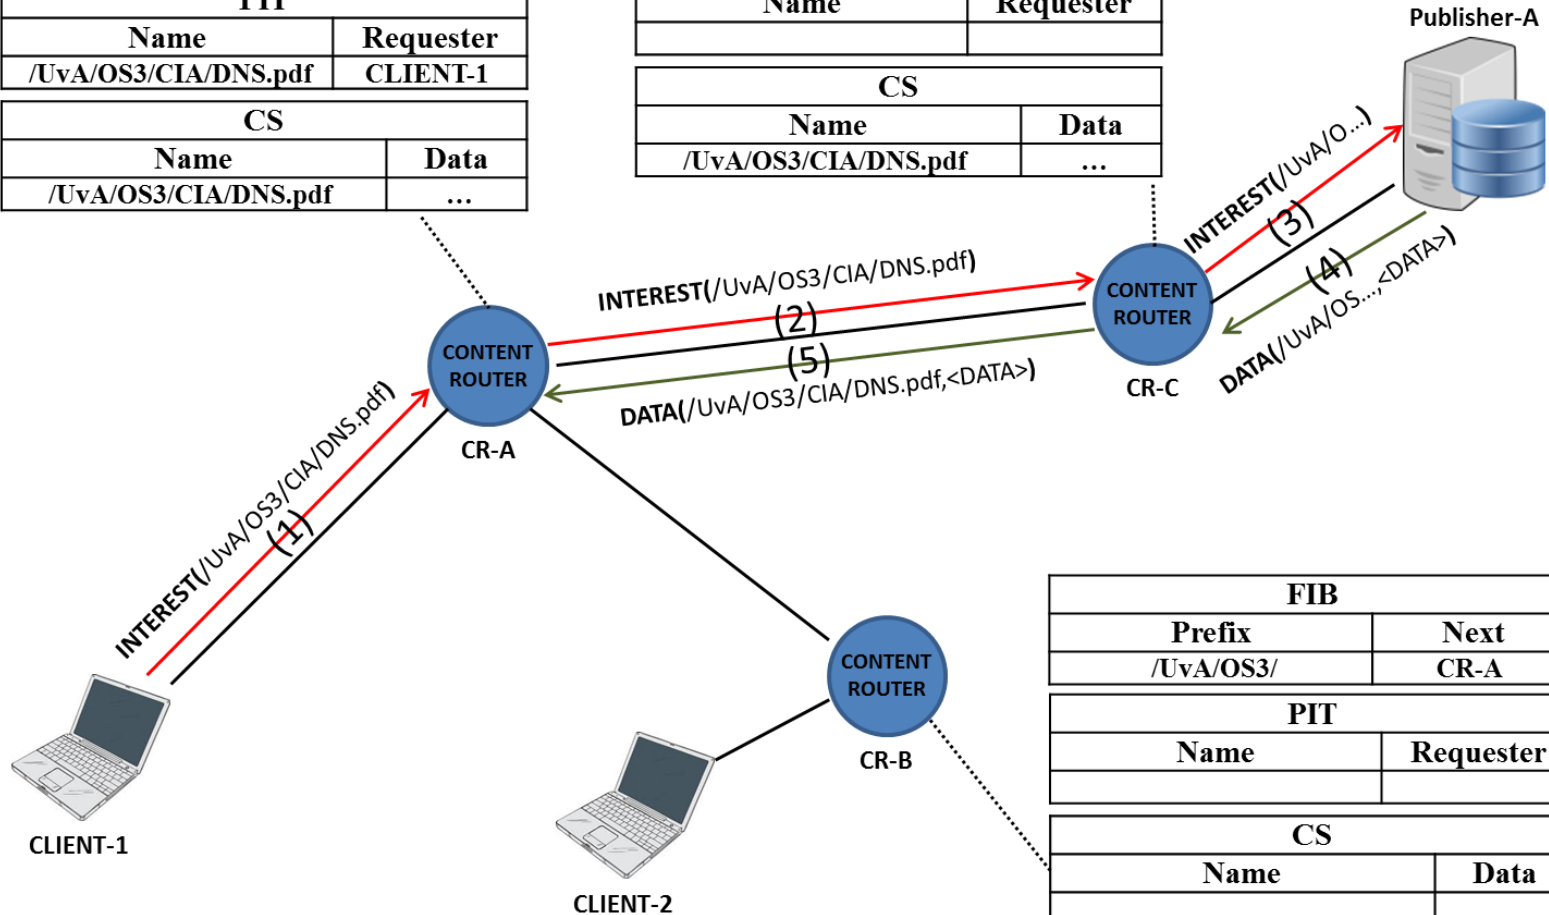 PIT
Name Requester
/UvA/OS3/CIA/DNS.pdf CLIENT-1
CS
Name Data
/UvA/OS3/CIA/DNS.pdf ...
Name Requester
CS
Name Data
/UvA/OS3/CIA/DNS.pdf ...
Publisher-A
INTEREST(/UvA/O...)
(3)
(4)
DATA(/UvA/OS...,<DATA>)
INTEREST(/UvA/OS3/CIA/DNS.pdf)
(2)
(5)
DATA(/UvA/OS3/CIA/DNS.pdf,<DATA>)
CONTENT
ROUTER
CR-C
CONTENT
ROUTER
CR-A
INTEREST(/UvA/OS3/CIA/DNS.pdf)
(1)
CLIENT-1
CONTENT
ROUTER
CR-B
CLIENT-2
FIB
Prefix Next
/UvA/OS3/ CR-A
PIT
Name Requester
CS
Name Data